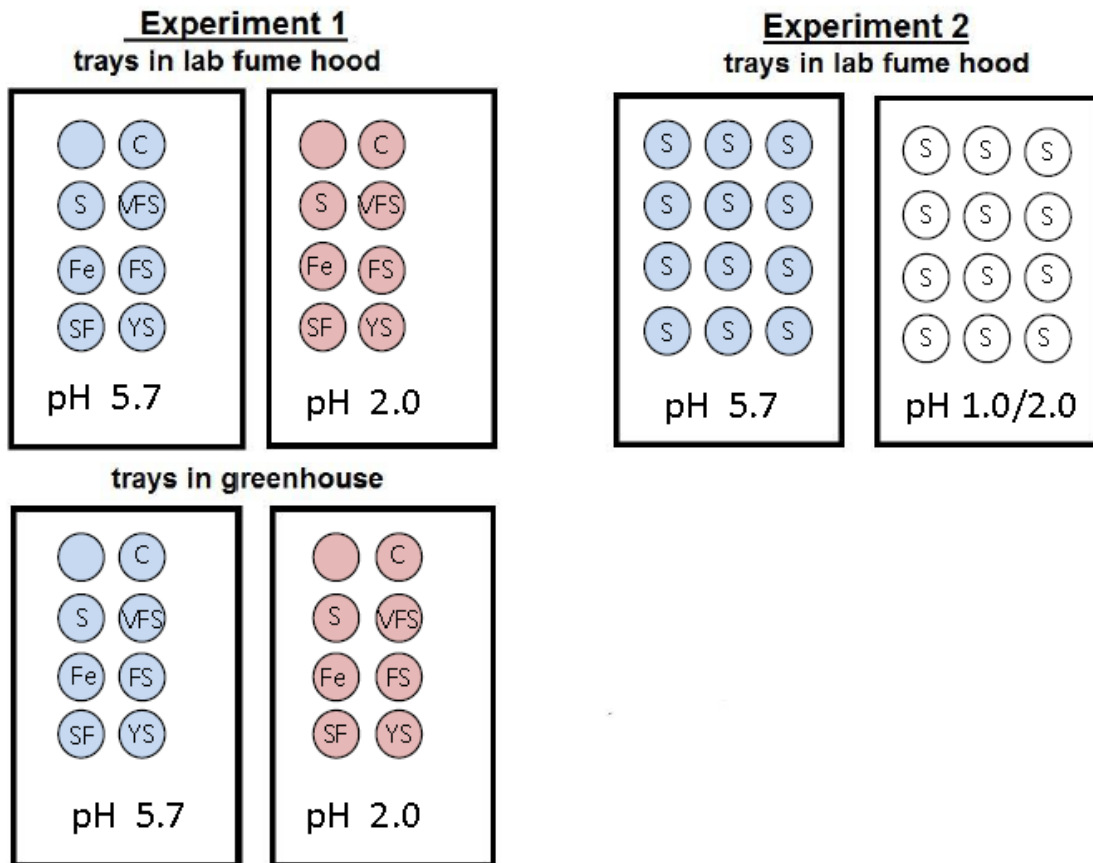 Experiment 1
trays in lab fume hood
C
S VFS
Fe FS
SF YS
pH 5.7
C
S VFS
Fe FS
SF YS
pH 2.0
trays in greenhouse
C
S VFS
Fe FS
SF YS
pH 5.7
C
S VFS
Fe FS
SF YS
pH 2.0
Experiment 2
trays in lab fume hood
S S S
S S S
S S S
S S S
pH 5.7
S S S
S S S
S S S
S S S
pH 1.0/2.0